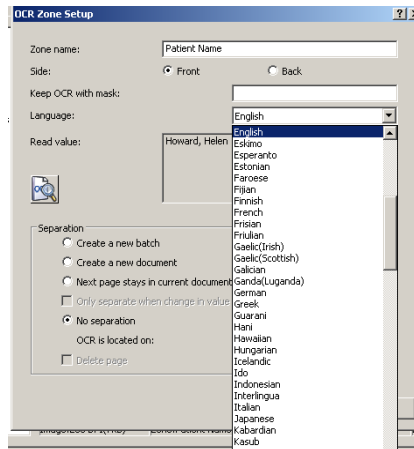 OCR Zone Setup
Zone name: Patient Name
Side: Front Back
Keep OCR with mask:
Language: English
English
Read value: Howard, Helen
Eskimo
Esperanto
Estonian
Faroese
Fijian
Finnish
French
Frisian
Friulian
Separation
Gaelic(Irish)
Create a new batch
Gaelic(Scottish)
Create a new document
Galician
Ganda(Luganda)
Next page stays in current document
German
Only separate when change in value
Greek
Guarani
No separation
Hani
OCR is located on:
Hawaiian
Hungarian
Delete page
Icelandic
Ido
Indonesian
Interlingua
Italian
Japanese
Kabardian
Kasub